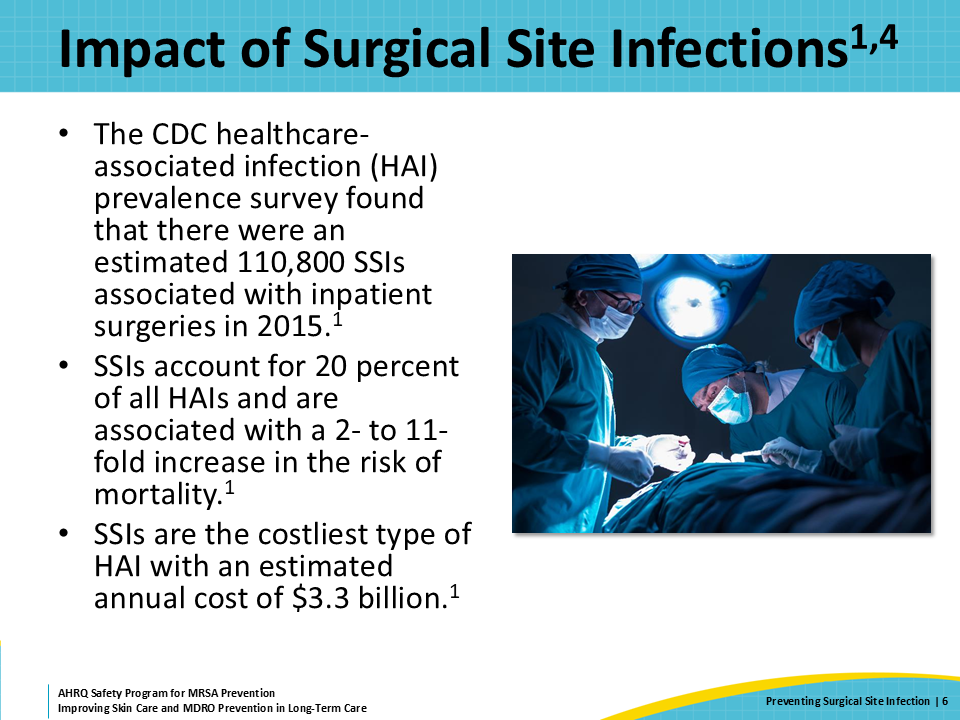 Impact of Surgical Site Infections1,4
• The CDC healthcare-
associated infection (HAI)
prevalence survey found
that there were an
estimated 110,800 SSIs
associated with inpatient
surgeries in 2015.1
• SSIs account for 20 percent
of all HAIs and are
associated with a 2- to 11-
fold increase in the risk of
mortality.1
• SSIs are the costliest type of
HAI with an estimated
annual cost of $3.3 billion.1
AHRQ Safety Program for MRSA Prevention
Improving Skin Care and MDRO Prevention in Long-Term Care
Preventing Surgical Site Infection | 6